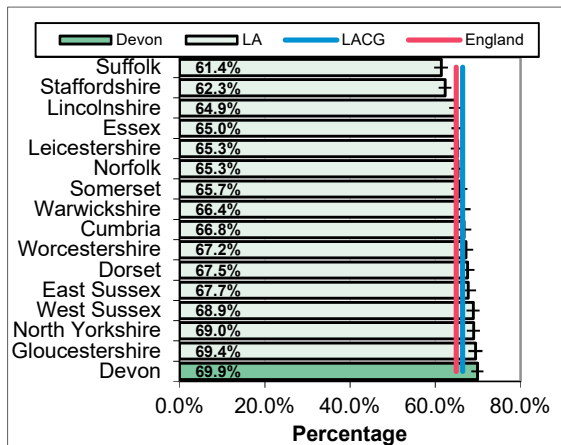 Devon LA LACG England
Suffolk 61.4%
Staffordshire 62.3%
Lincolnshire 64.9%
Essex 65.0%
Leicestershire 65.3%
Norfolk 65.3%
Somerset 65.7%
Warwickshire 66.4%
Cumbria 66.8%
Worcestershire 67.2%
Dorset 67.5%
East Sussex 67.7%
West Sussex 68.9%
North Yorkshire 69.0%
Gloucestershire 69.4%
Devon 69.9%
0.0% 20.0% 40.0% 60.0% 80.0%
Percentage